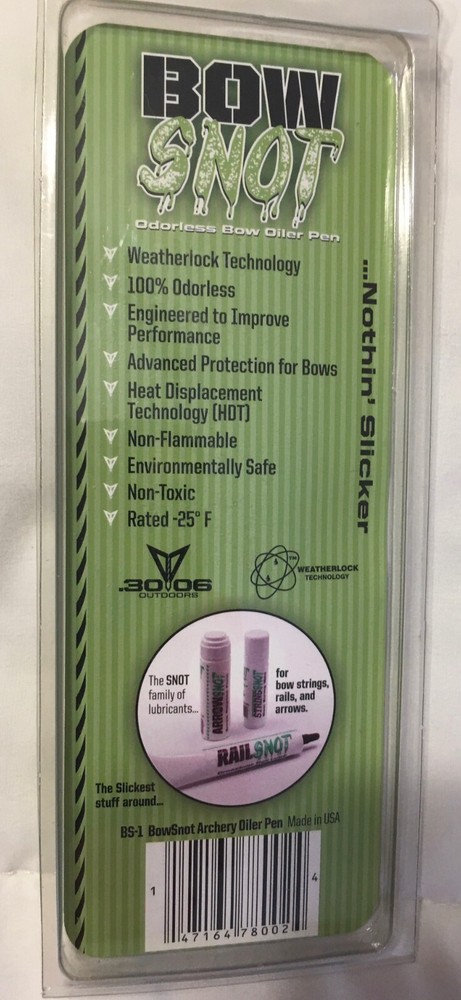 BOW
SNOT
Odorless Bow Oiler Pen
Weatherlock Technology
100% Odorless
Engineered to Improve
Performance
Advanced Protection for Bows
Heat Displacement
Technology (HDT)
Non-Flammable
Environmentally Safe
Non-Toxic
Rated -25° F
...Nothin' Slicker
.30-06
OUTDOORS
TM
WEATHERLOCK
TECHNOLOGY
The SNOT
family of
lubricants...
for
bow strings,
rails, and
arrows.
ARROWSNOT
STRINGSNOT
RAILSNOT
The Slickest
stuff around...
BS-1 BowSnot Archery Oiler Pen Made in USA
1 47164 78002 4